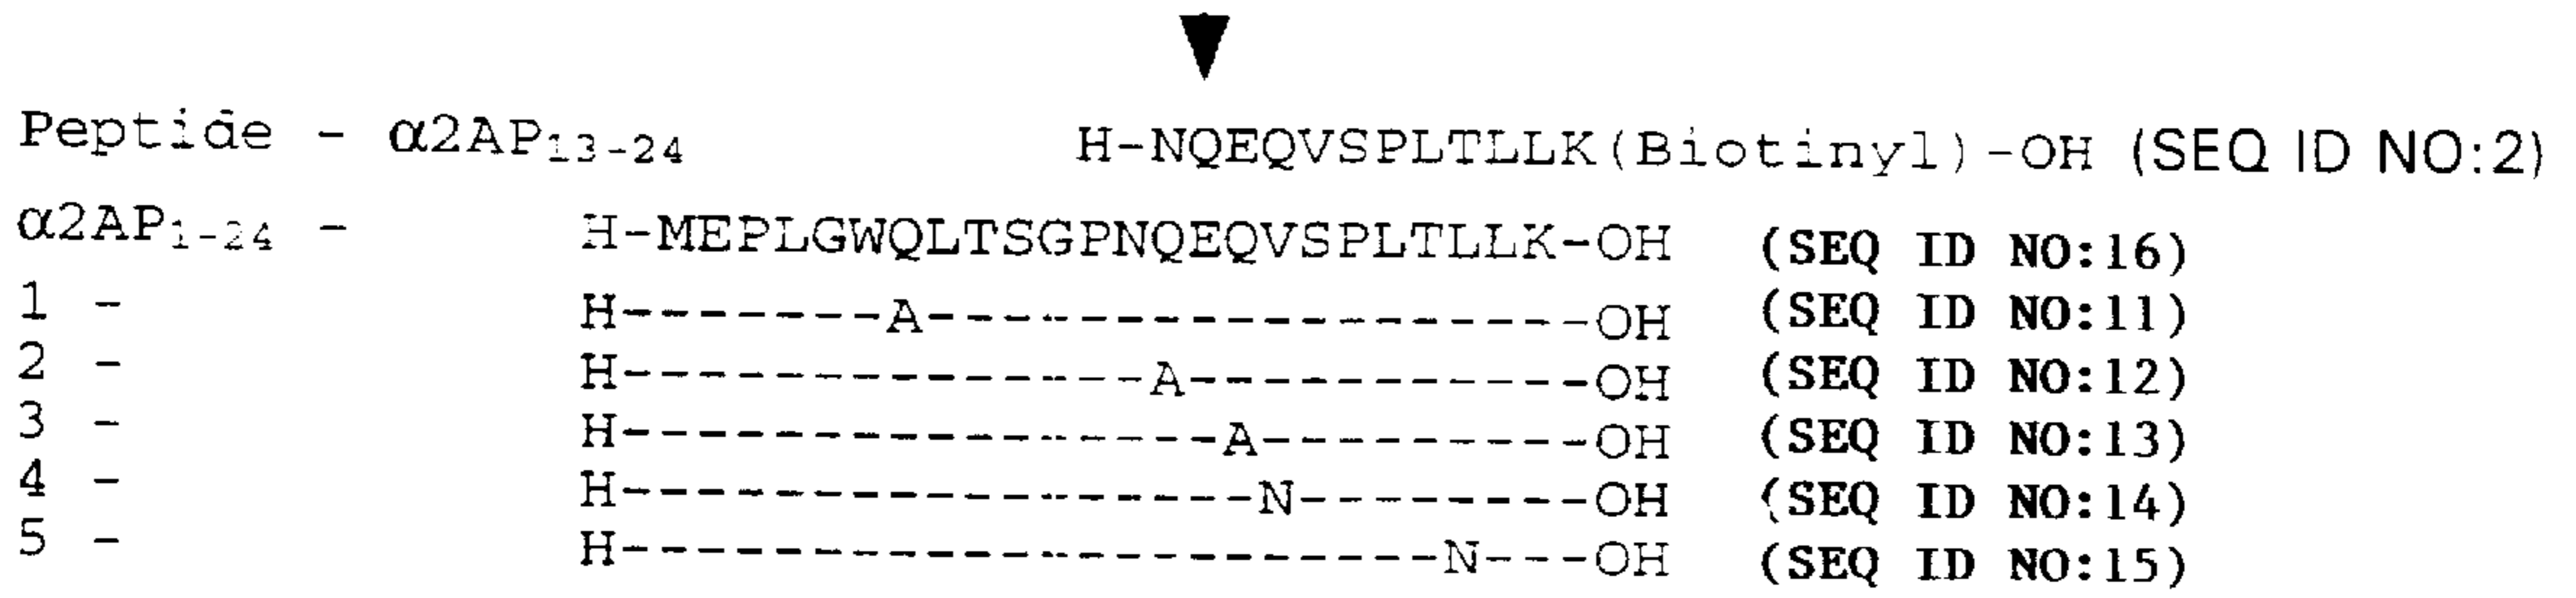 Peptide - α2AP13-24 H-NQEQVSPLTLLK(Biotinyl)-OH (SEQ ID NO:2)
α2AP1-24 - H-MEPLGWQLTSGPNQEQVSPLTLLK-OH (SEQ ID NO:16)
1 - H-------A------------------OH (SEQ ID NO:11)
2 - H--------------A-----------OH (SEQ ID NO:12)
3 - H----------------A---------OH (SEQ ID NO:13)
4 - H-----------------N--------OH (SEQ ID NO:14)
5 - H----------------------N---OH (SEQ ID NO:15)